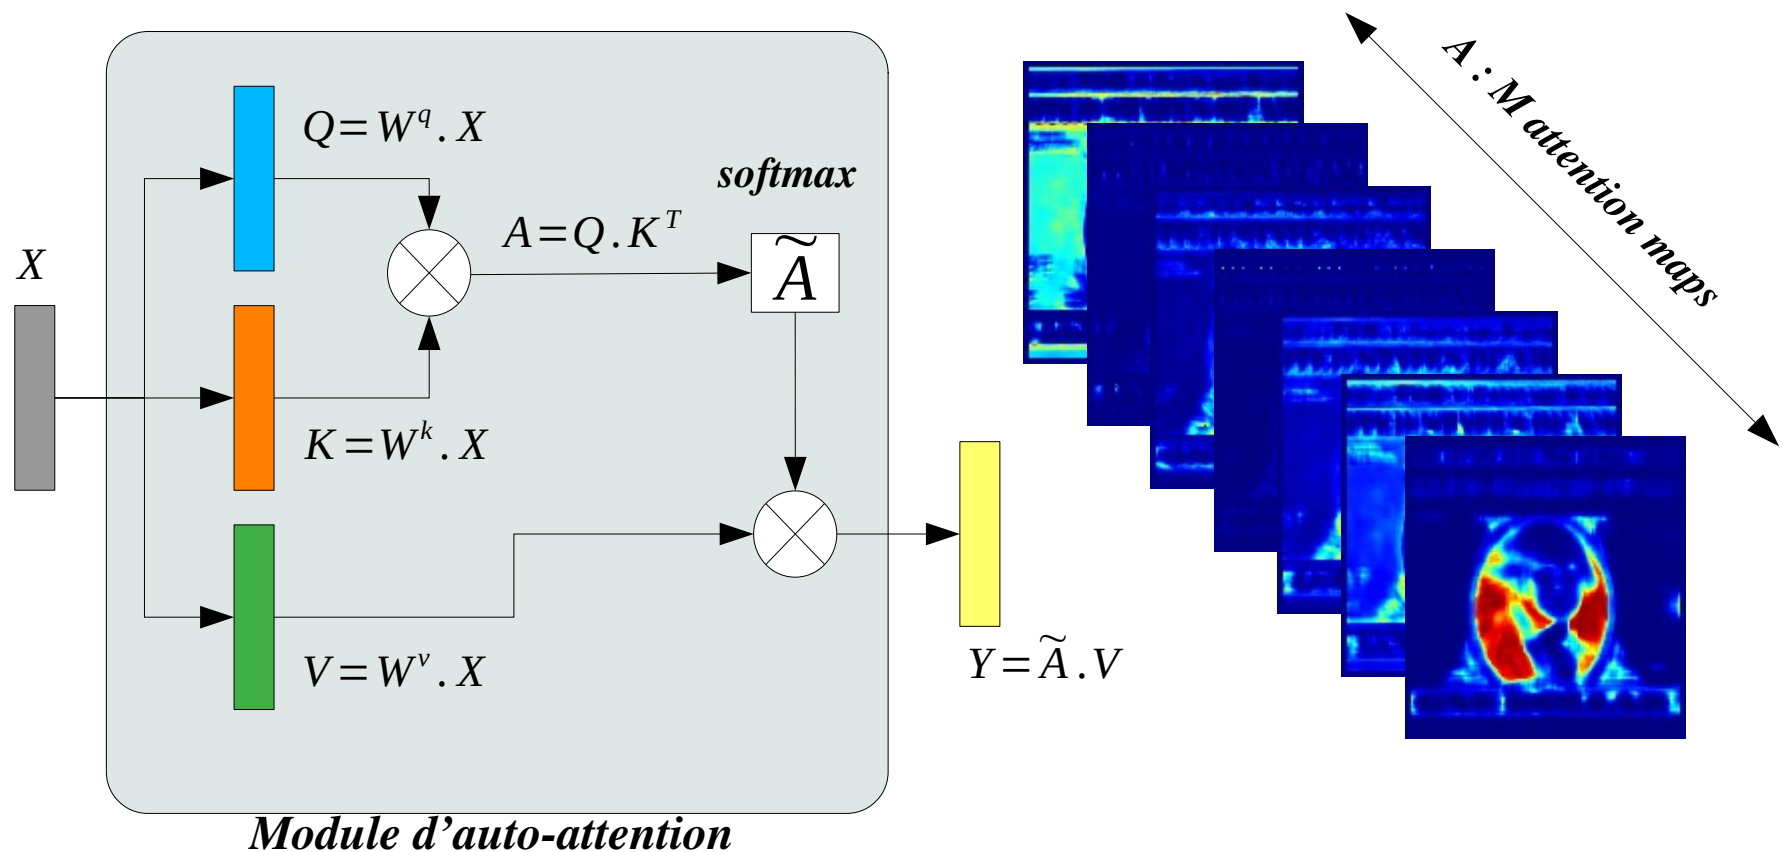 X
Q=W^q . X
K=W^k . X
V=W^v . X
A=Q . K^T
softmax
Ã
Y=Ã . V
Module d’auto-attention
A : M attention maps